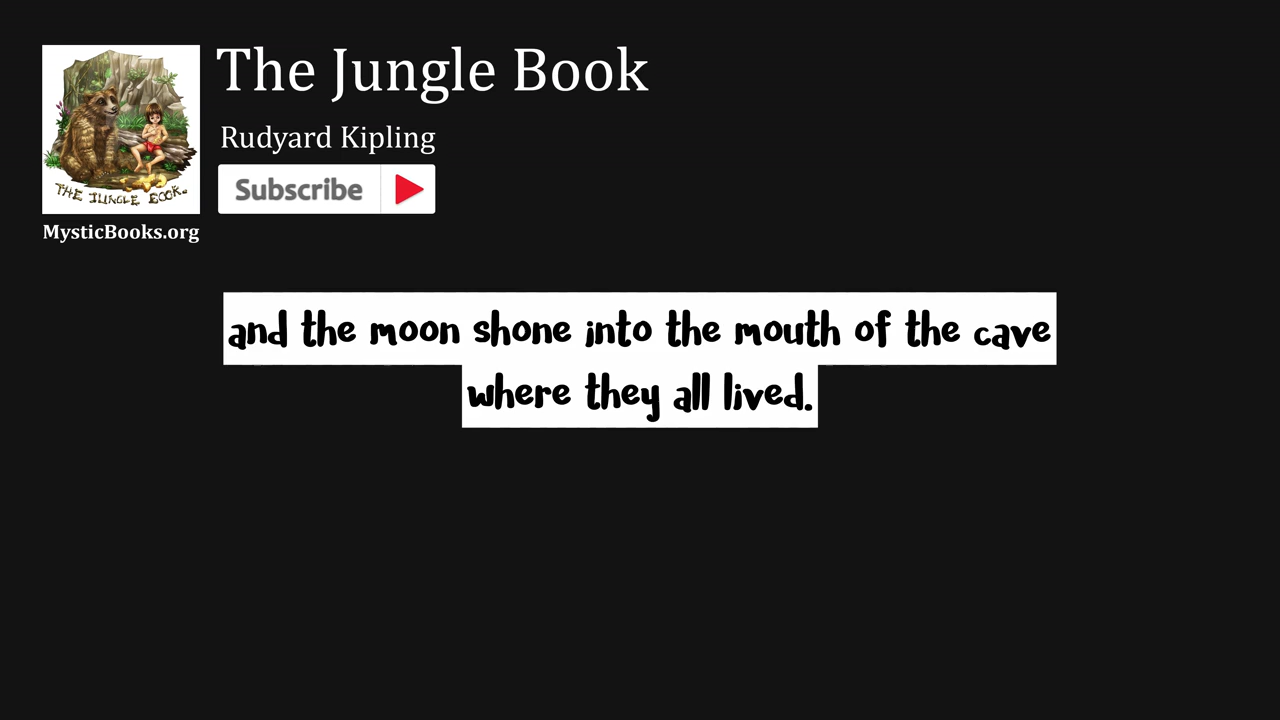 The Jungle Book
Rudyard Kipling
Subscribe
THE JUNGLE BOOK.
MysticBooks.org
and the moon shone into the mouth of the cave
where they all lived.